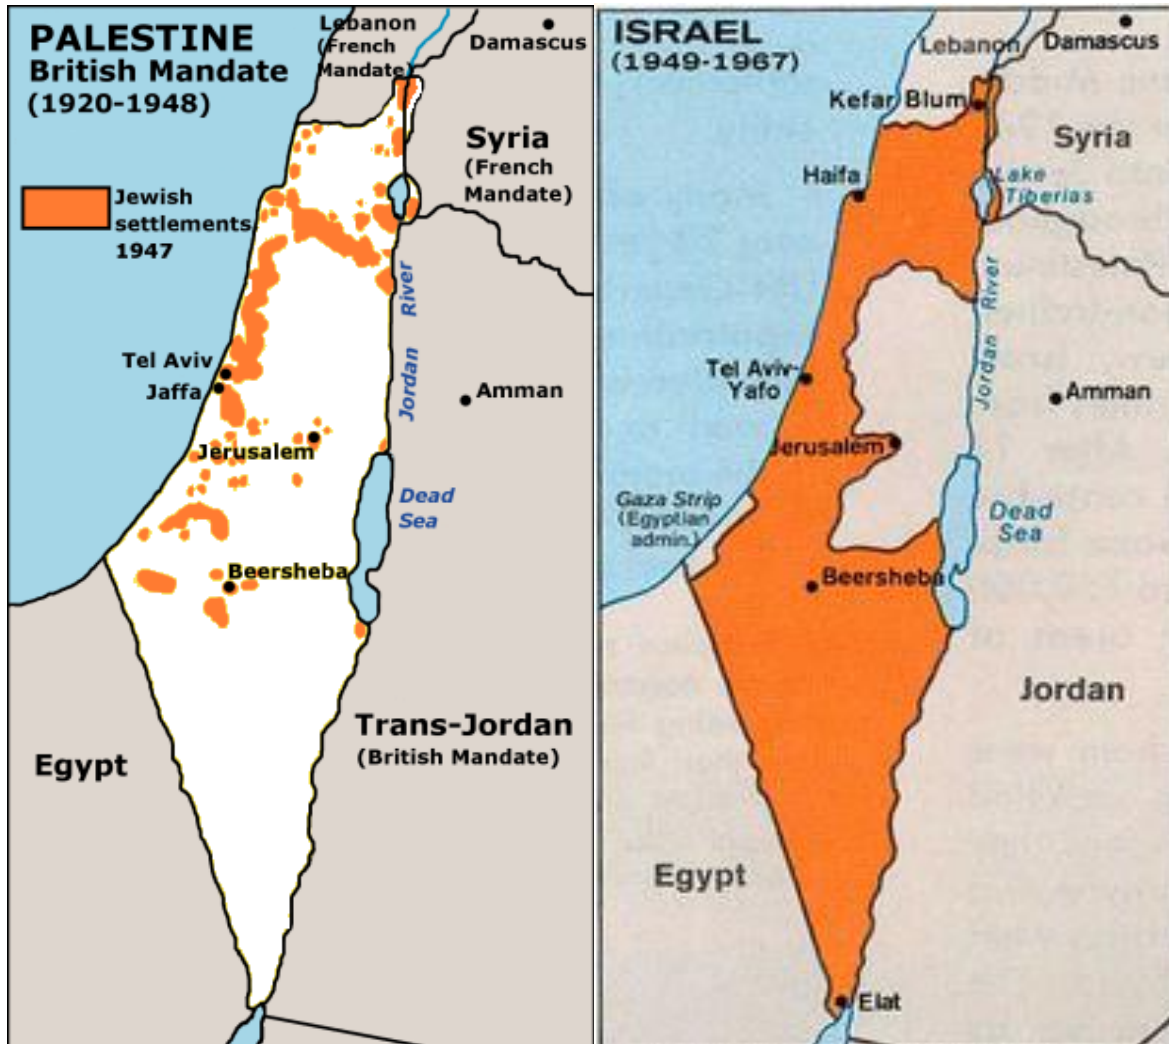 PALESTINE
British Mandate
(1920-1948)
Lebanon
(French
Mandate)
Damascus
Syria
(French
Mandate)
Jewish
settlements
1947
Tel Aviv
Jaffa
Jordan River
Amman
Jerusalem
Dead
Sea
Beersheba
Trans-Jordan
(British Mandate)
Egypt
ISRAEL
(1949-1967)
Lebanon
Damascus
Kefar Blum
Syria
Haifa
Lake
Tiberias
Jordan River
Tel Aviv-
Yafo
Amman
Jerusalem
Gaza Strip
(Egyptian
admin.)
Dead
Sea
Beersheba
Jordan
Egypt
Elat